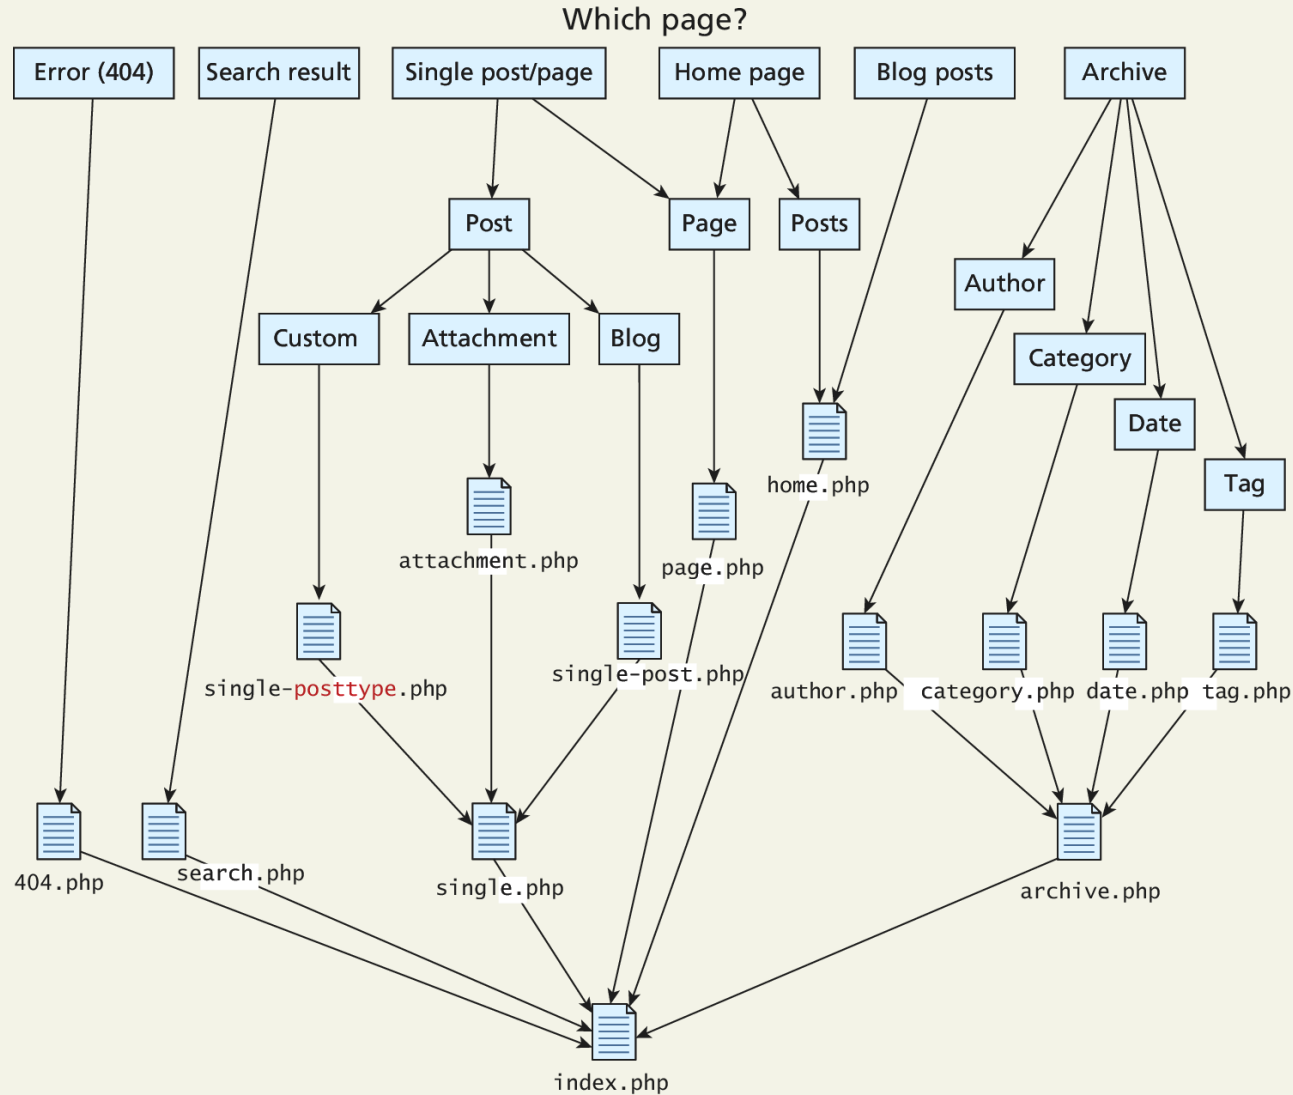 Which page?
Error (404)
Search result
Single post/page
Home page
Blog posts
Archive
Post
Page
Posts
Author
Custom
Attachment
Blog
Category
Date
Tag
home.php
attachment.php
page.php
single-posttype.php
single-post.php
author.php
category.php
date.php
tag.php
404.php
search.php
single.php
archive.php
index.php